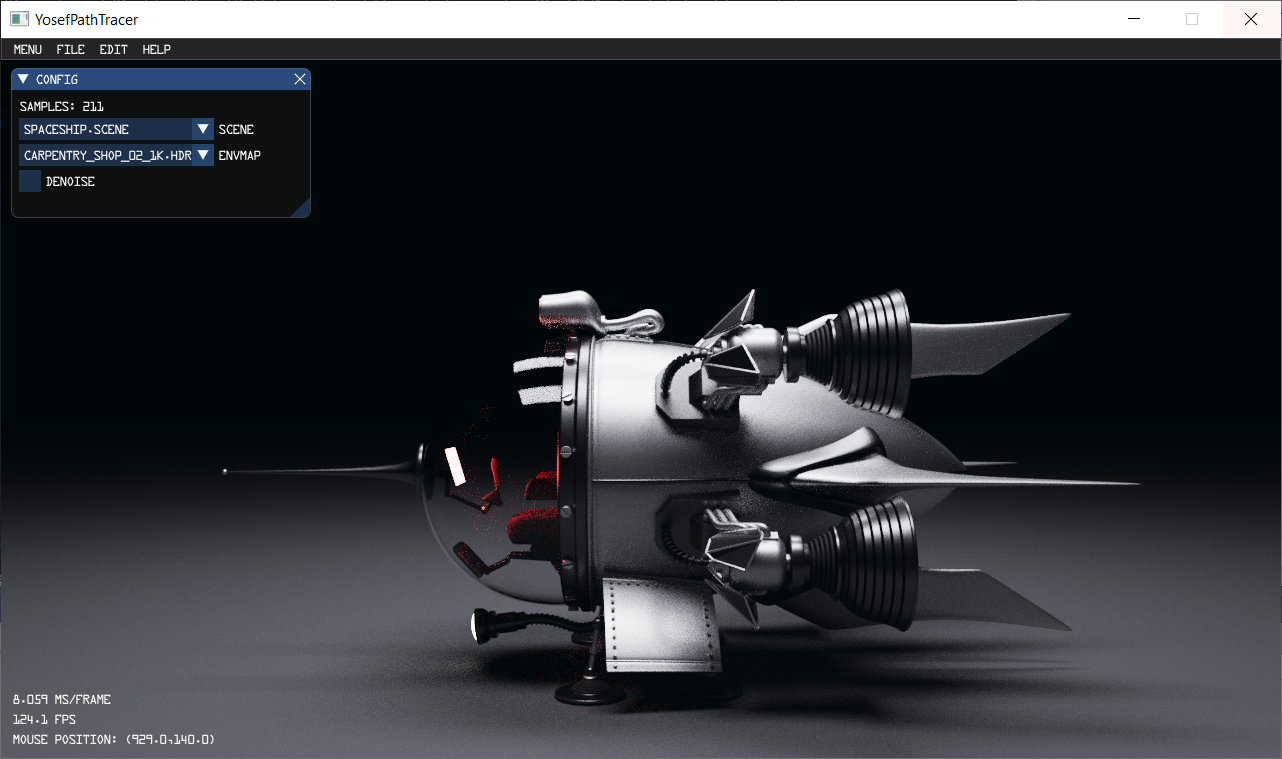 YosefPathTracer
MENU FILE EDIT HELP
CONFIG
SAMPLES: 211
SPACESHIP.SCENE SCENE
CARPENTRY_SHOP_02_1K.HDR ENVMAP
DENOISE
8.059 MS/FRAME
124.1 FPS
MOUSE POSITION: (929.0,140.0)